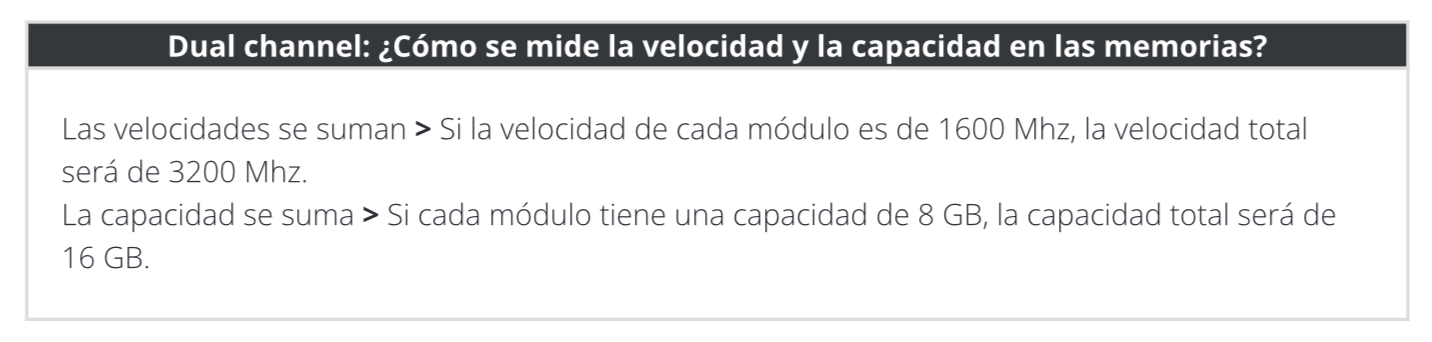 Dual channel: ¿Cómo se mide la velocidad y la capacidad en las memorias?
Las velocidades se suman > Si la velocidad de cada módulo es de 1600 Mhz, la velocidad total
será de 3200 Mhz.
La capacidad se suma > Si cada módulo tiene una capacidad de 8 GB, la capacidad total será de
16 GB.